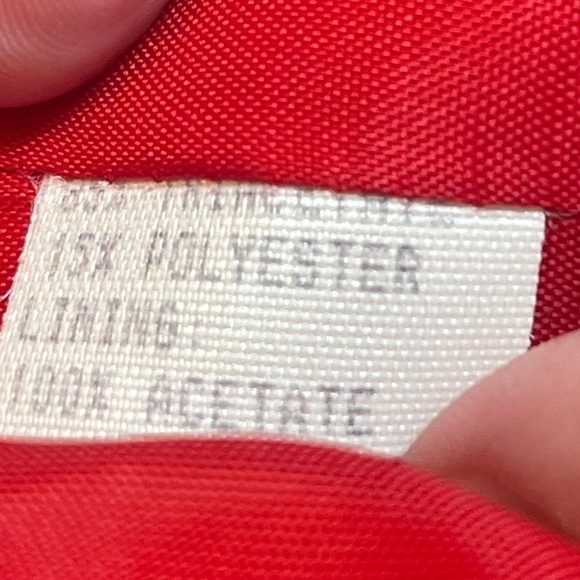 15% POLYESTER
LINING
100% ACETATE